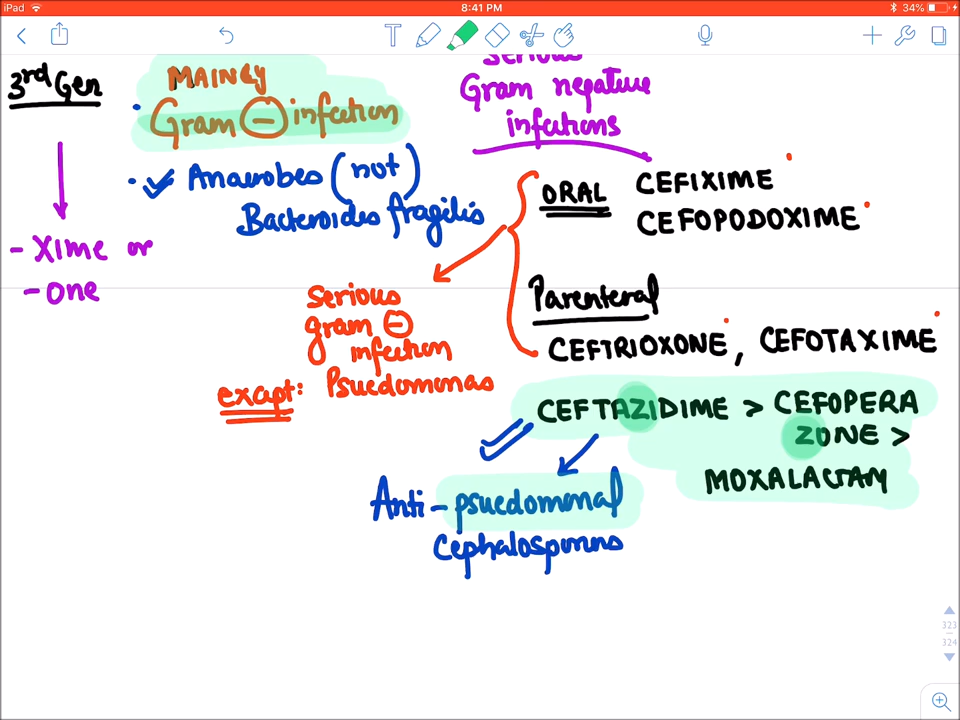 iPad
8:41 PM
34%
T
3rd Gen
MAINLY
Gram - infection
Serious
Gram negative
infections
Anaerobes (not)
Bacteroides fragilis
- XIME or
- ONE
ORAL CEFIXIME
CEFOPODOXIME
Serious
gram -
infection
except: Psuedomonas
Parenteral
CEFTRIOXONE, CEFOTAXIME
CEFTAZIDIME > CEFOPERA
ZONE >
MOXALACTAM
Anti-psuedomonal
Cephalosporins
323
324